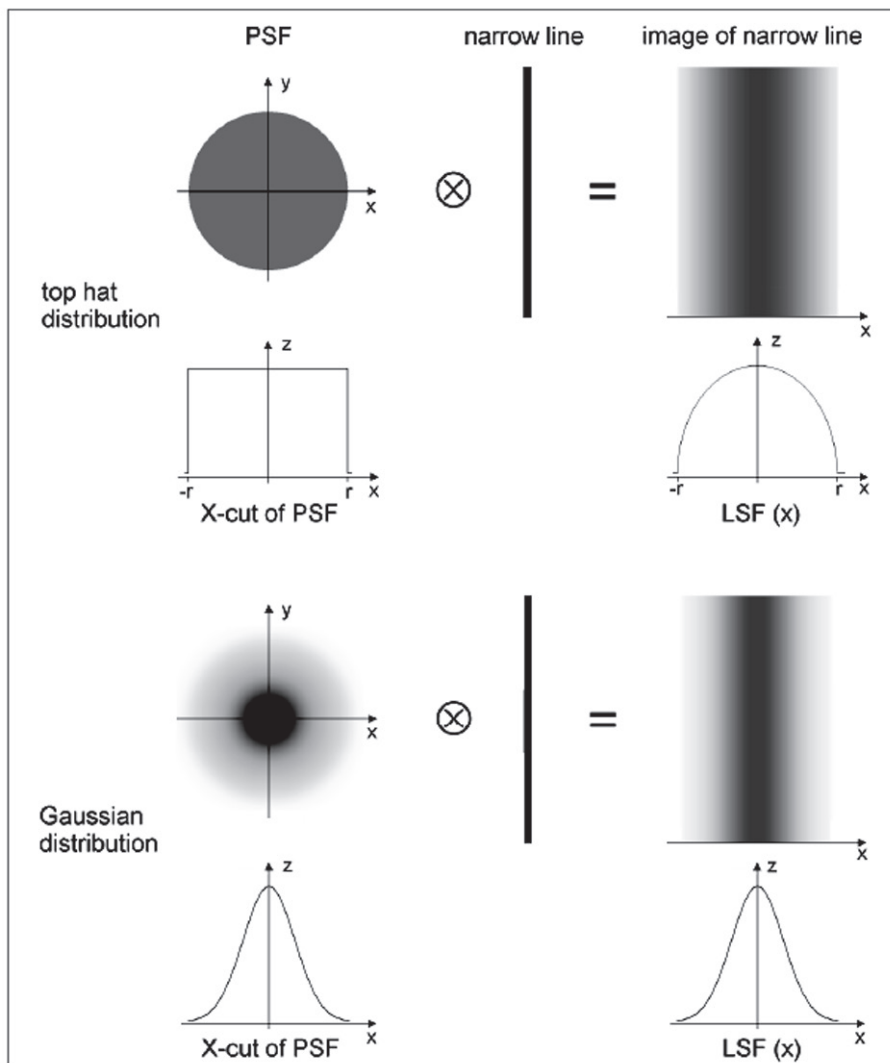 PSF narrow line image of narrow line
y
⊗ =
x
x
top hat
distribution
z z
-r r x -r r x
X-cut of PSF LSF (x)
y
⊗ =
x
x
Gaussian
distribution
z z
x x
X-cut of PSF LSF (x)